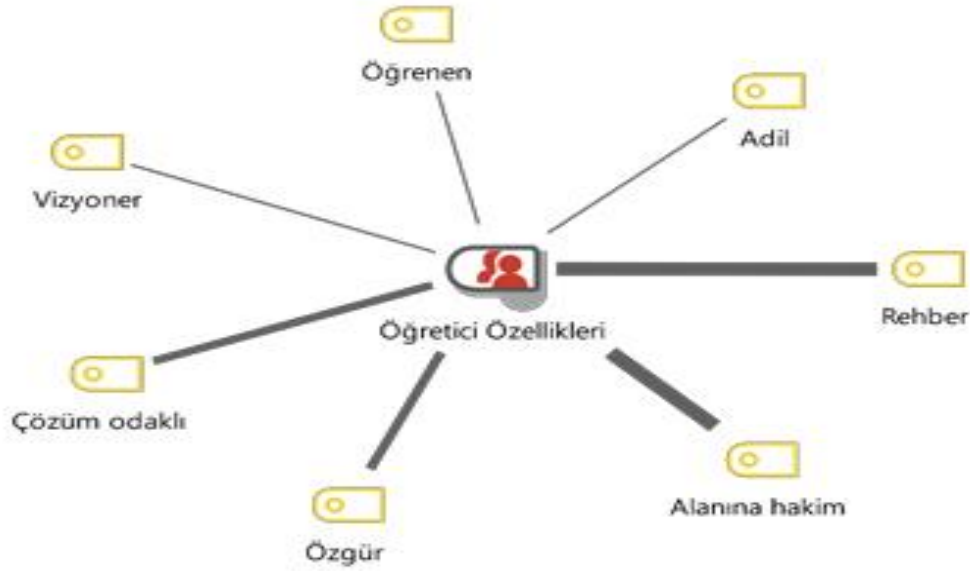 Öğrenen
Adil
Vizyoner
Rehber
Öğretici Özellikleri
Çözüm odaklı
Alanına hakim
Özgür